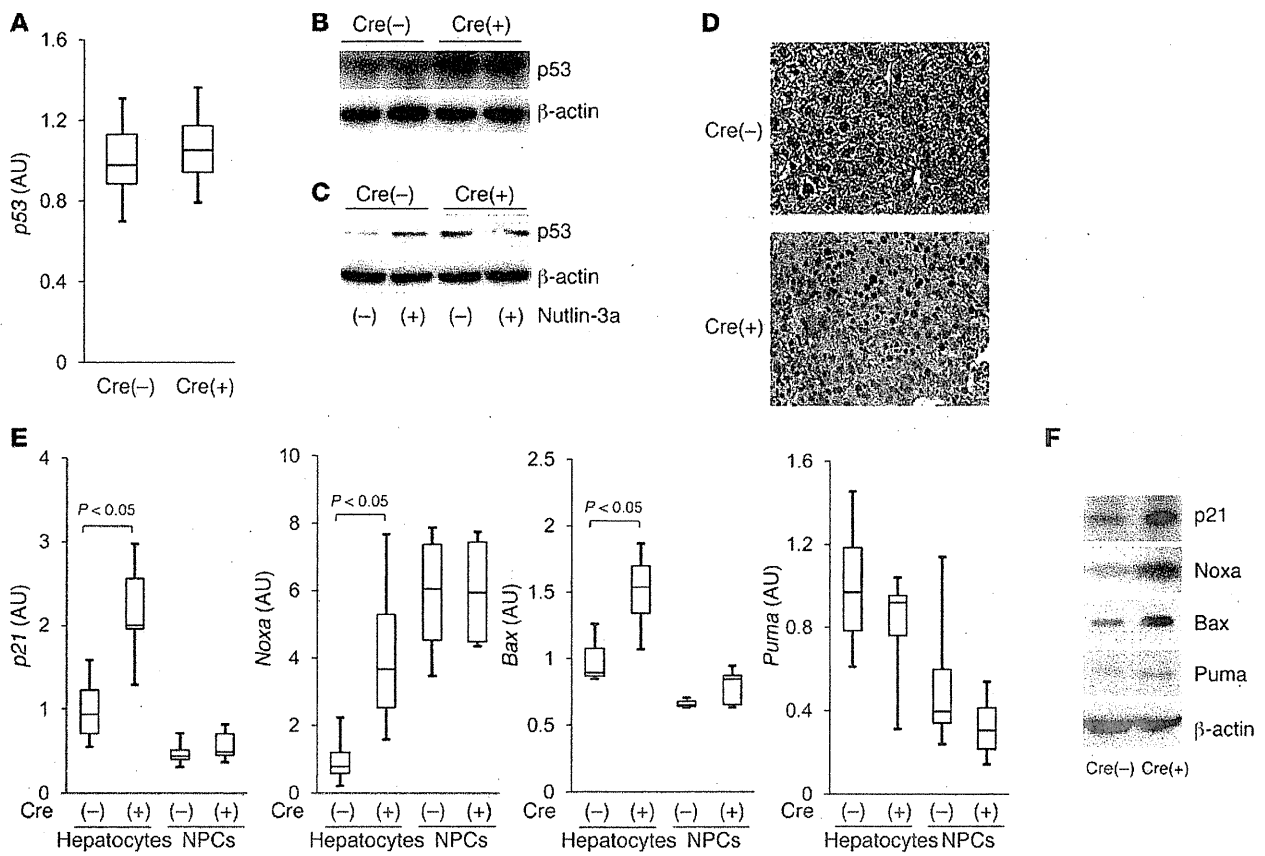 A
1.6
1.2
0.8
0.4
0
p53 (AU)
Cre(–) Cre(+)
B
Cre(–) Cre(+)
p53
β-actin
C
Cre(–) Cre(+)
p53
β-actin
(–) (+) (–) (+) Nutlin-3a
D
Cre(–)
Cre(+)
E
4
3
2
1
0
p21 (AU)
P < 0.05
Cre (–) (+) (–) (+)
Hepatocytes NPCs
10
8
6
4
2
0
Noxa (AU)
P < 0.05
(–) (+) (–) (+)
Hepatocytes NPCs
2.5
2
1.5
1
0.5
0
Bax (AU)
P < 0.05
Cre (–) (+) (–) (+)
Hepatocytes NPCs
1.6
1.2
0.8
0.4
0
Puma (AU)
Cre (–) (+) (–) (+)
Hepatocytes NPCs
F
p21
Noxa
Bax
Puma
β-actin
Cre(–) Cre(+)